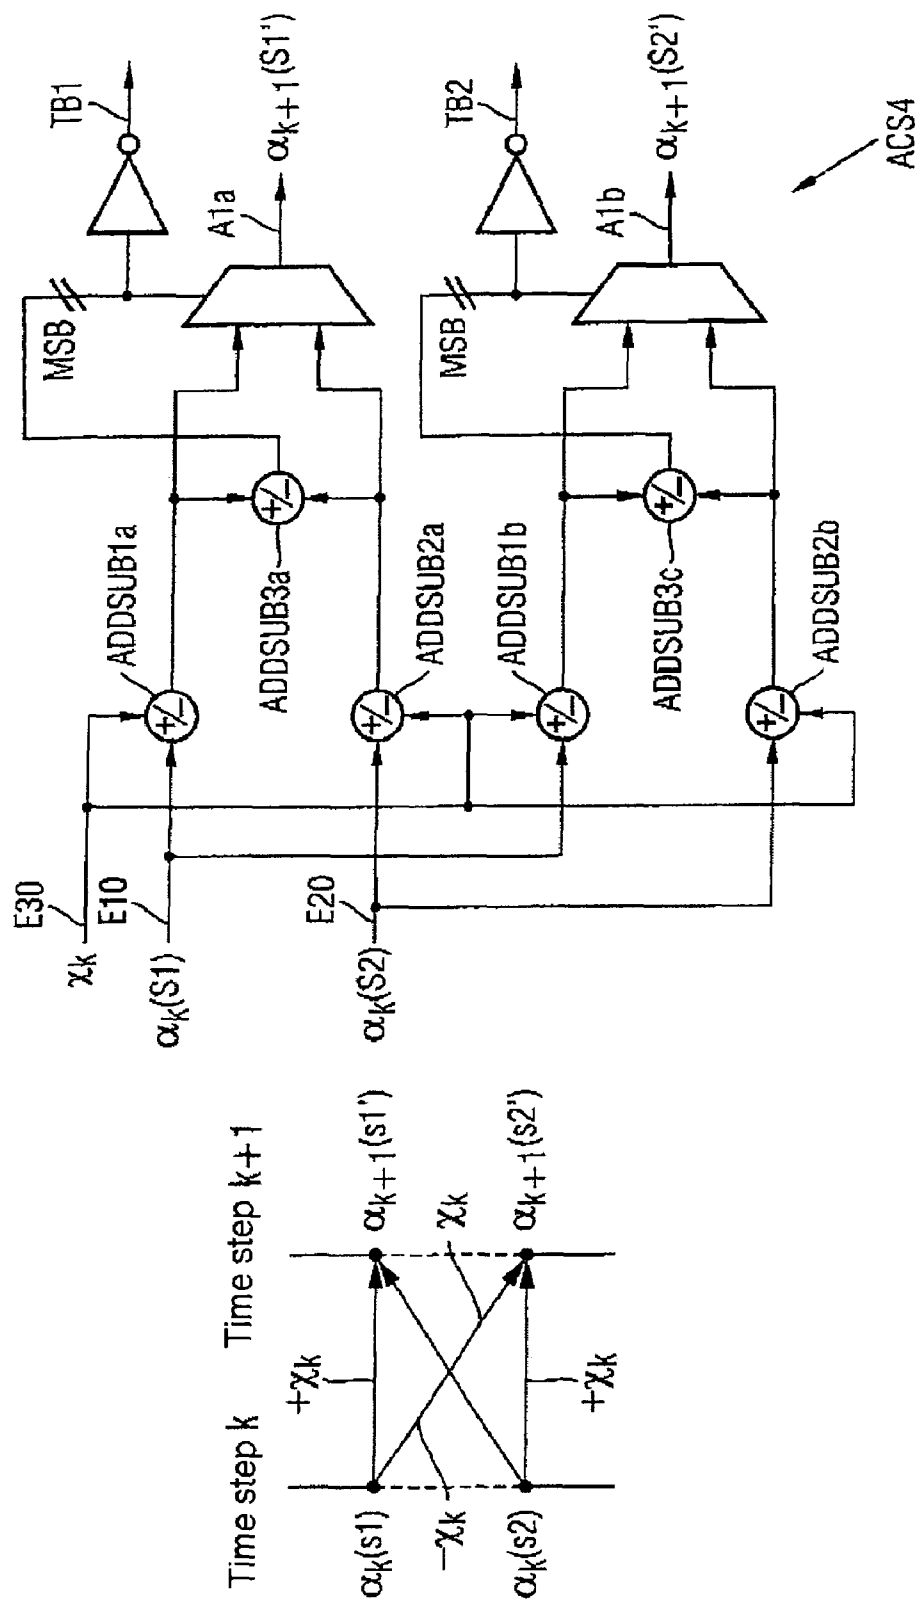 Time step k
Time step k+1
αk(s1)
+χk
αk+1(s1')
−χk
χk
αk(s2)
+χk
αk+1(s2')
E30
χk
E10
αk(S1)
E20
αk(S2)
ADDSUB1a
ADDSUB3a
ADDSUB2a
ADDSUB1b
ADDSUB3c
ADDSUB2b
MSB
TB1
A1a
αk+1(S1')
MSB
TB2
A1b
αk+1(S2')
ACS4
+/−
+/−
+/−
+/−
+/−
+/−